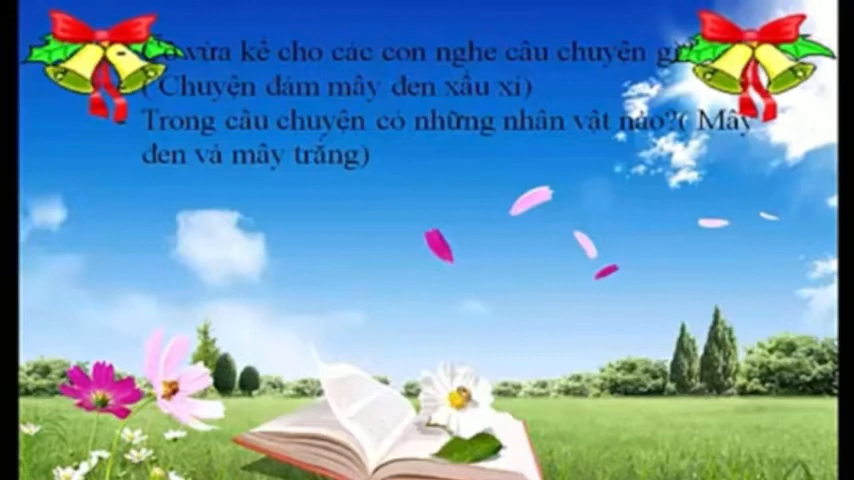 vừa kể cho các con nghe câu chuyện gì?
( Chuyện đám mây đen xấu xí)
Trong câu chuyện có những nhân vật nào?( Mây
đen và mây trắng)